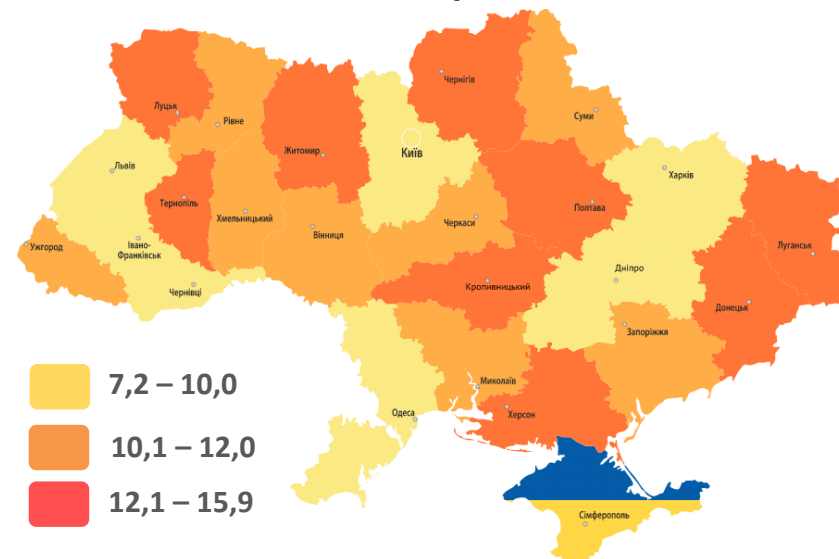 Чернігів
Луцьк
Рівне
Суми
Житомир
Київ
Львів
Харків
Тернопіль
Хмельницький
Черкаси
Полтава
Вінниця
Івано-
Франківськ
Ужгород
Луганськ
Дніпро
Чернівці
Кропивницький
Донецьк
Запоріжжя
Миколаїв
Одеса
Херсон
Сімферополь
7,2 – 10,0
10,1 – 12,0
12,1 – 15,9